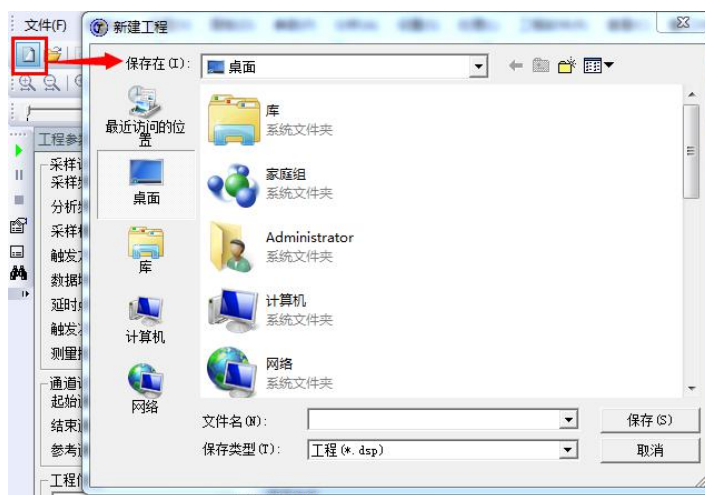 文件(F)
新建工程
保存在(I):
桌面
最近访问的位置
桌面
库
计算机
网络
库
系统文件夹
家庭组
系统文件夹
Administrator
系统文件夹
计算机
系统文件夹
网络
系统文件夹
文件名(N):
保存(S)
保存类型(T):
工程(*.dsp)
取消
工程参
采样
采样
分析
采样
触发
数据
延时
触发
测量
通道
起始
结束
参考
工程